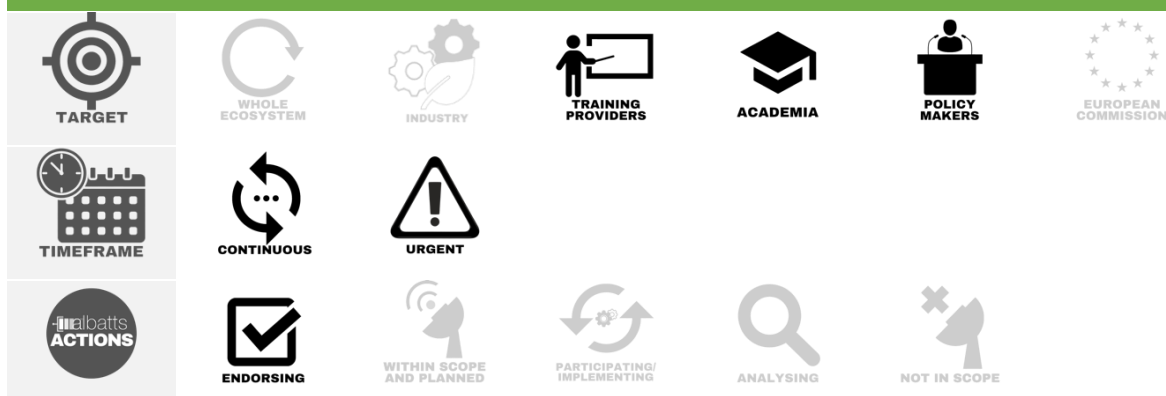 TARGET
WHOLE
ECOSYSTEM
INDUSTRY
TRAINING
PROVIDERS
ACADEMIA
POLICY
MAKERS
EUROPEAN
COMMISSION
TIMEFRAME
CONTINUOUS
URGENT
albatts
ACTIONS
ENDORSING
WITHIN SCOPE
AND PLANNED
PARTICIPATING/
IMPLEMENTING
ANALYSING
NOT IN SCOPE